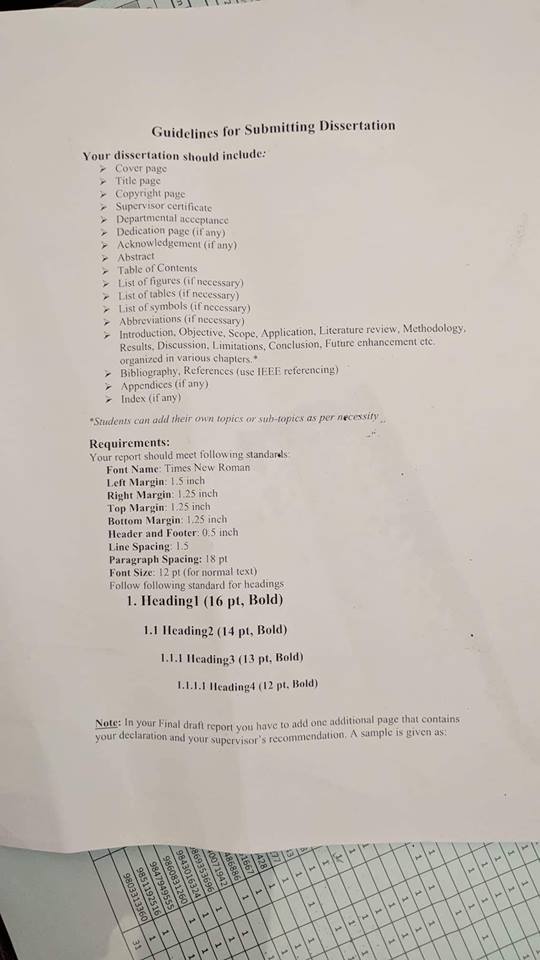 Guidelines for Submitting Dissertation
Your dissertation should include:
➢ Cover page
➢ Title page
➢ Copyright page
➢ Supervisor certificate
➢ Departmental acceptance
➢ Dedication page (if any)
➢ Acknowledgement (if any)
➢ Abstract
➢ Table of Contents
➢ List of figures (if necessary)
➢ List of tables (if necessary)
➢ List of symbols (if necessary)
➢ Abbreviations (if necessary)
➢ Introduction, Objective, Scope, Application, Literature review, Methodology,
Results, Discussion, Limitations, Conclusion, Future enhancement etc.
organized in various chapters.*
➢ Bibliography, References (use IEEE referencing)
➢ Appendices (if any)
➢ Index (if any)
*Students can add their own topics or sub-topics as per necessity
Requirements:
Your report should meet following standards:
Font Name: Times New Roman
Left Margin: 1.5 inch
Right Margin: 1.25 inch
Top Margin: 1.25 inch
Bottom Margin: 1.25 inch
Header and Footer: 0.5 inch
Line Spacing: 1.5
Paragraph Spacing: 18 pt
Font Size: 12 pt (for normal text)
Follow following standard for headings
1. Heading1 (16 pt, Bold)
1.1 Heading2 (14 pt, Bold)
1.1.1 Heading3 (13 pt, Bold)
1.1.1.1 Heading4 (12 pt, Bold)
Note: In your Final draft report you have to add one additional page that contains
your declaration and your supervisor's recommendation. A sample is given as:
9843016324
9860831260
9847949555
9851192516
9803313360
31